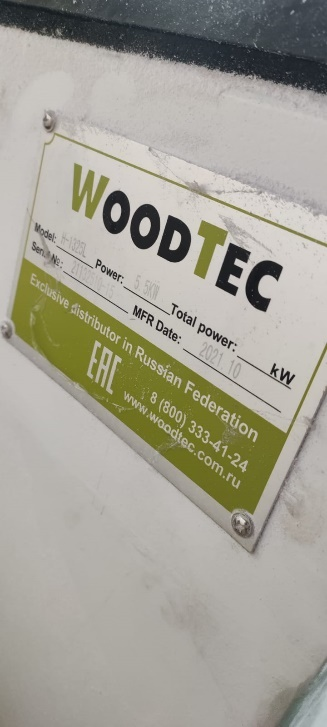 WOODTEC
Model: H-1325L Power: 5.5KW Total power: kW
Serial №: MFR Date: 2021.10
Exclusive distributor in Russian Federation
EAC 8 (800) 333-41-24
www.woodtec.com.ru